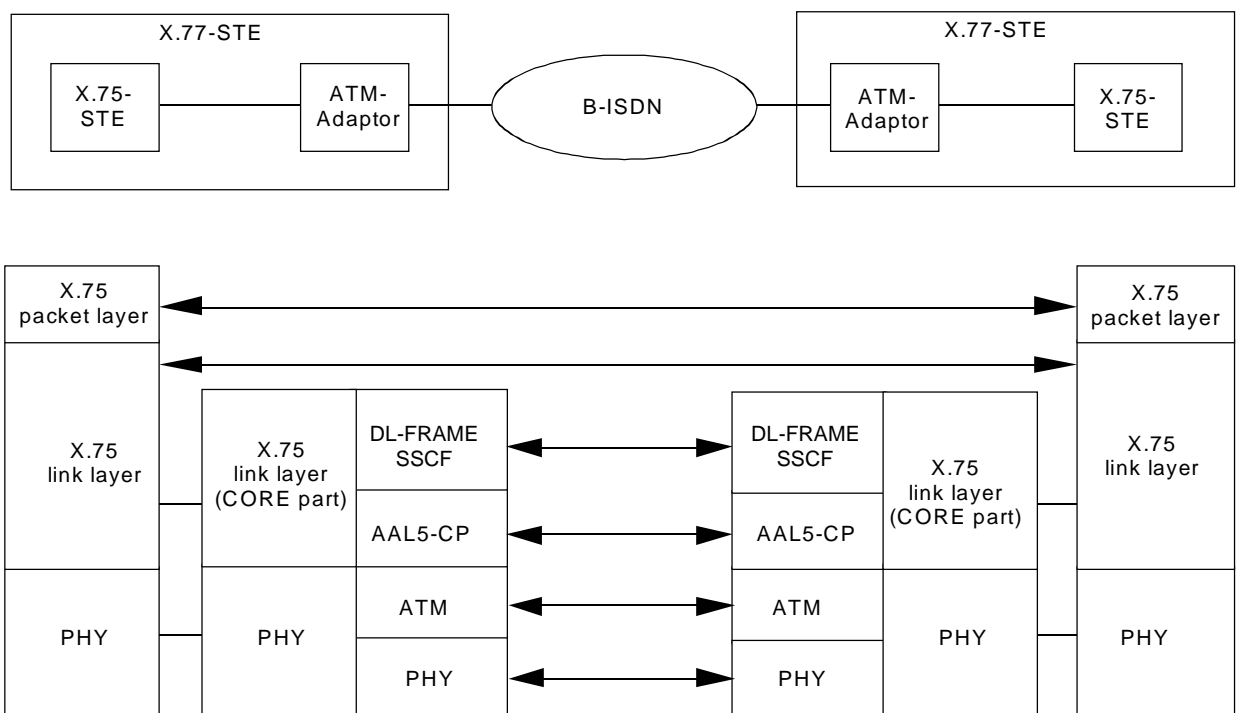 X.77-STE
X.77-STE
X.75-
STE
ATM-
Adaptor
B-ISDN
ATM-
Adaptor
X.75-
STE
X.75
packet layer
X.75
packet layer
X.75
link layer
X.75
link layer
(CORE part)
DL-FRAME
SSCF
DL-FRAME
SSCF
X.75
link layer
(CORE part)
X.75
link layer
AAL5-CP
AAL5-CP
ATM
ATM
PHY
PHY
PHY
PHY
PHY
PHY